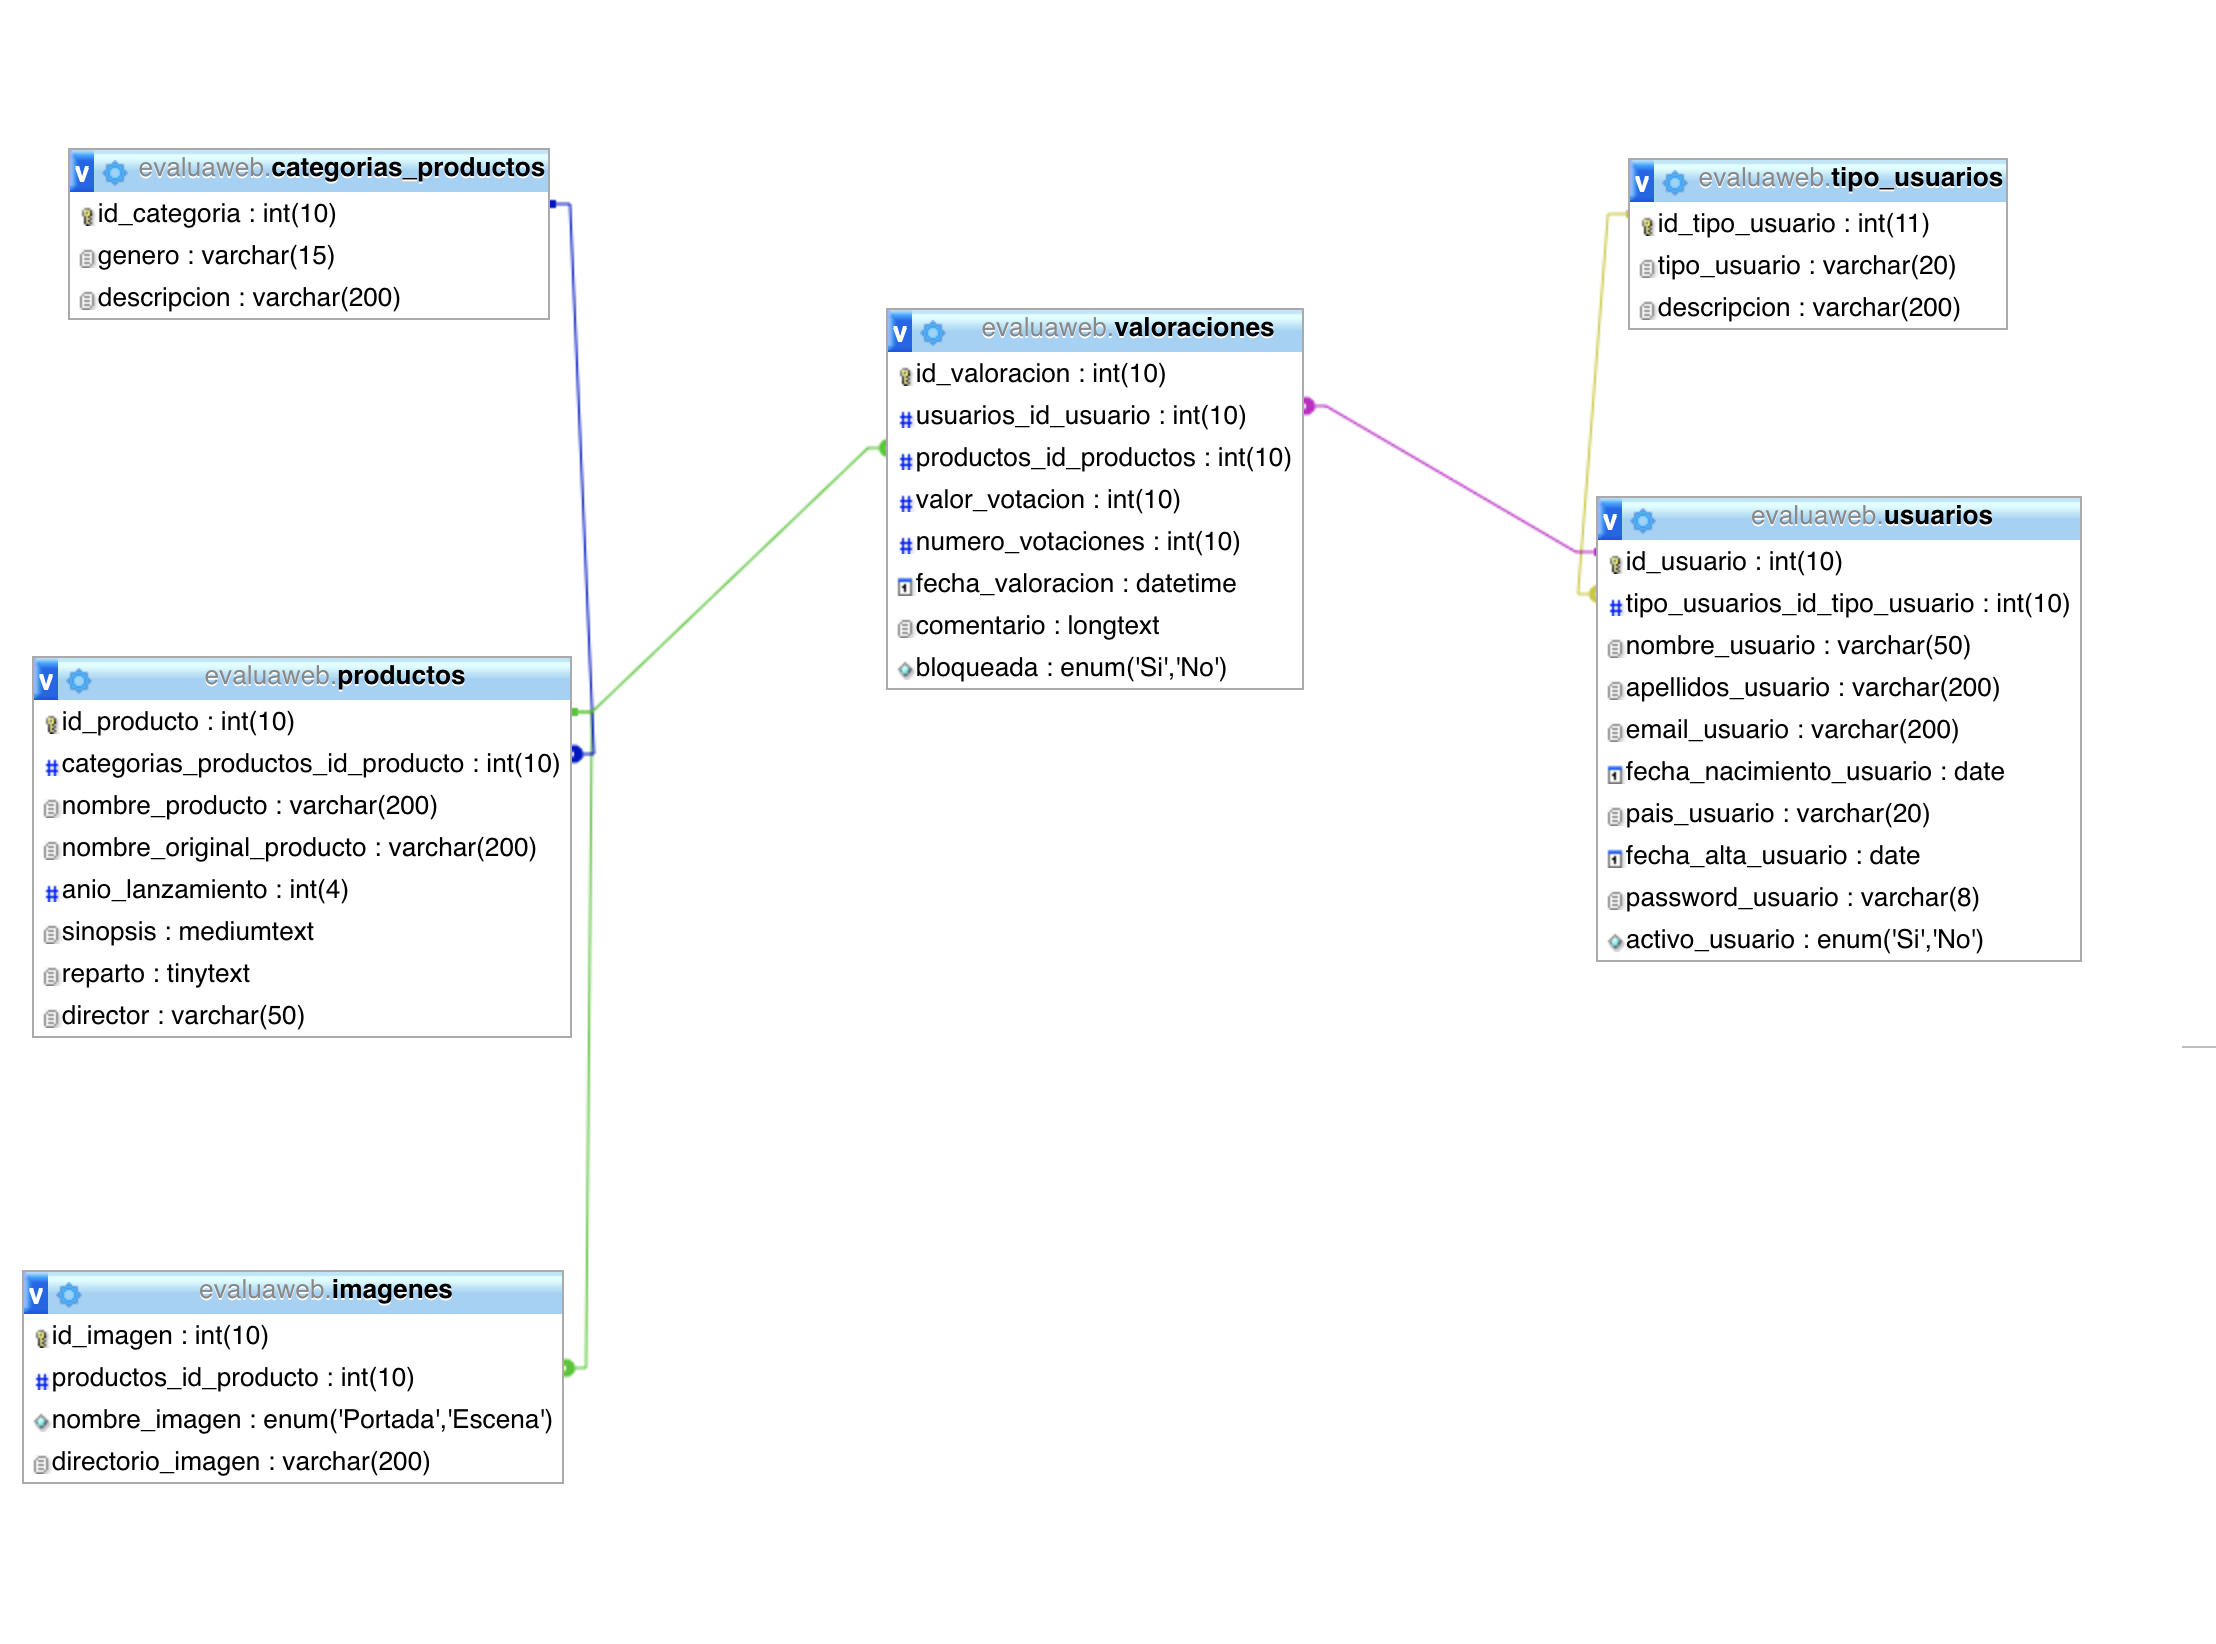 v evaluaweb.categorias_productos
id_categoria : int(10)
genero : varchar(15)
descripcion : varchar(200)
v evaluaweb.productos
id_producto : int(10)
categorias_productos_id_producto : int(10)
nombre_producto : varchar(200)
nombre_original_producto : varchar(200)
anio_lanzamiento : int(4)
sinopsis : mediumtext
reparto : tinytext
director : varchar(50)
v evaluaweb.imagenes
id_imagen : int(10)
productos_id_producto : int(10)
nombre_imagen : enum('Portada','Escena')
directorio_imagen : varchar(200)
v evaluaweb.valoraciones
id_valoracion : int(10)
usuarios_id_usuario : int(10)
productos_id_productos : int(10)
valor_votacion : int(10)
numero_votaciones : int(10)
fecha_valoracion : datetime
comentario : longtext
bloqueada : enum('Si','No')
v evaluaweb.tipo_usuarios
id_tipo_usuario : int(11)
tipo_usuario : varchar(20)
descripcion : varchar(200)
v evaluaweb.usuarios
id_usuario : int(10)
tipo_usuarios_id_tipo_usuario : int(10)
nombre_usuario : varchar(50)
apellidos_usuario : varchar(200)
email_usuario : varchar(200)
fecha_nacimiento_usuario : date
pais_usuario : varchar(20)
fecha_alta_usuario : date
password_usuario : varchar(8)
activo_usuario : enum('Si','No')